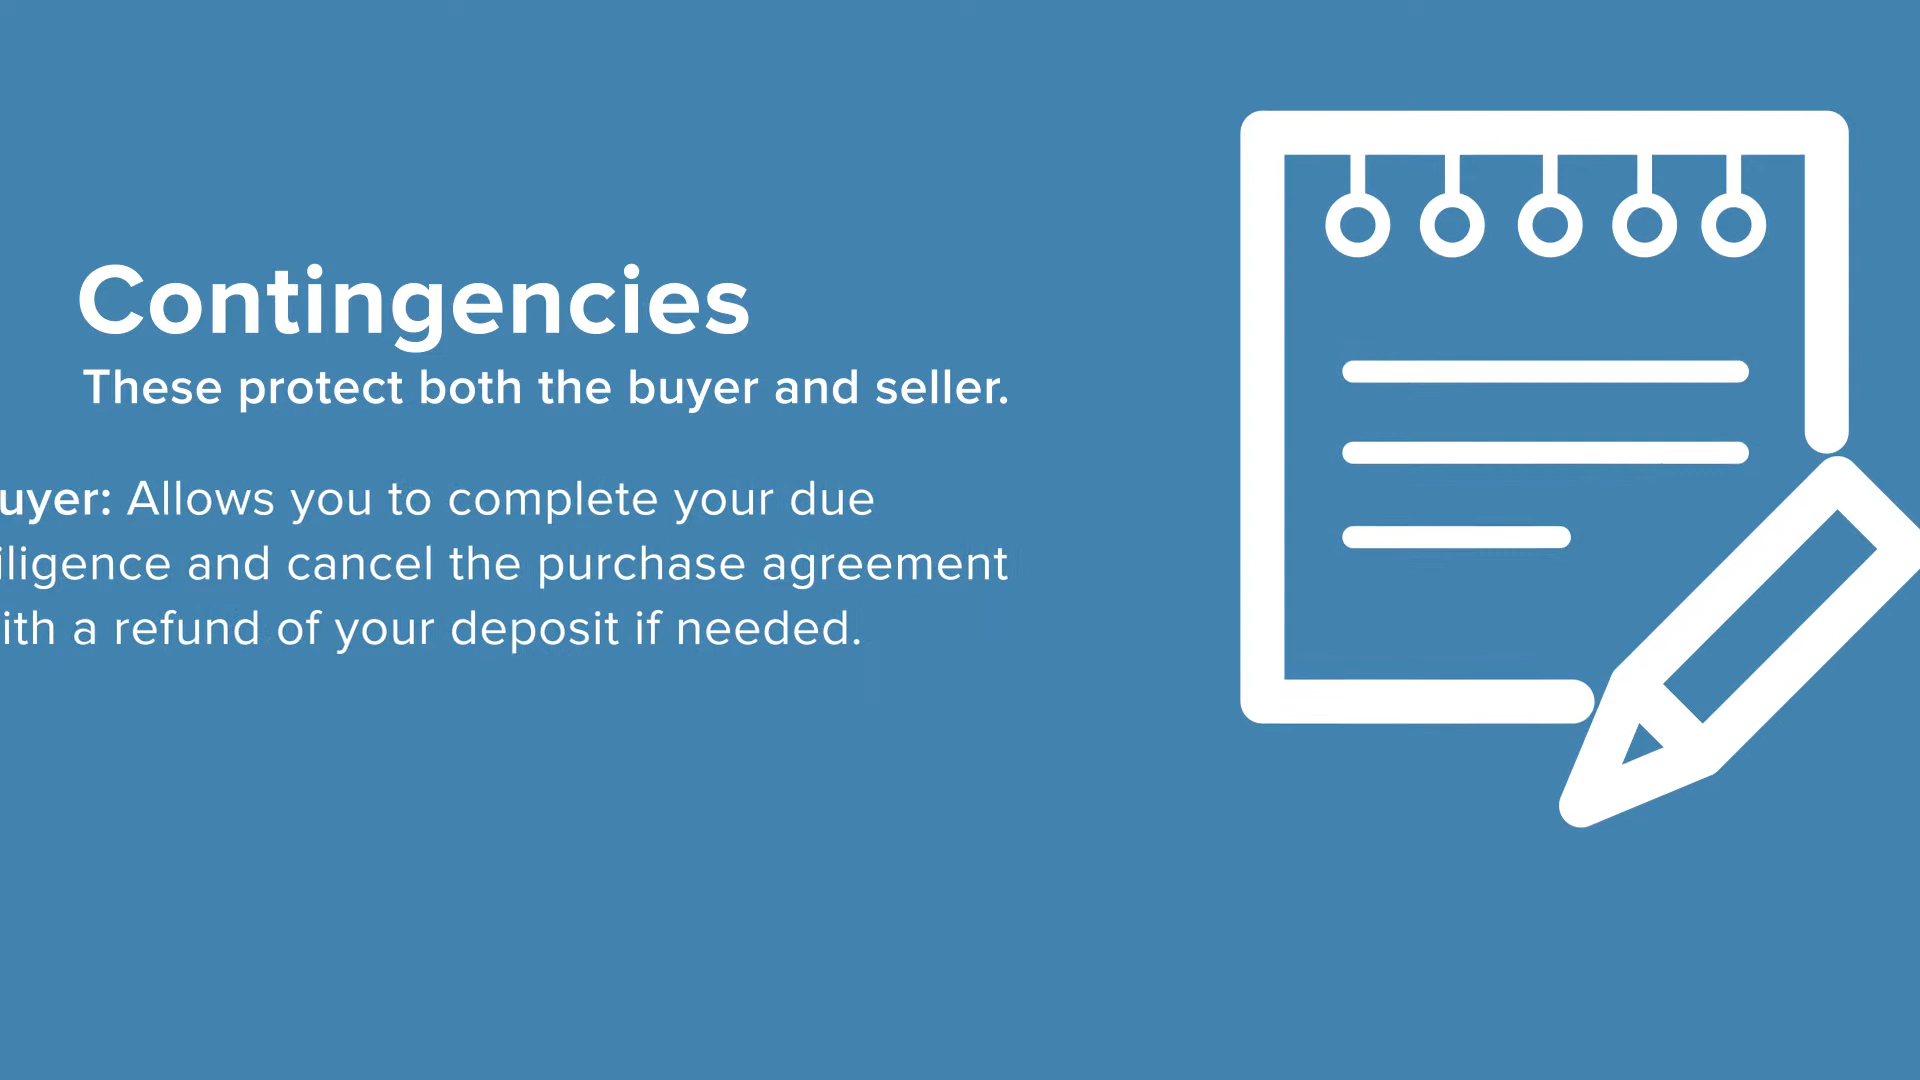 Contingencies
These protect both the buyer and seller.
uyer: Allows you to complete your due
iligence and cancel the purchase agreement
ith a refund of your deposit if needed.